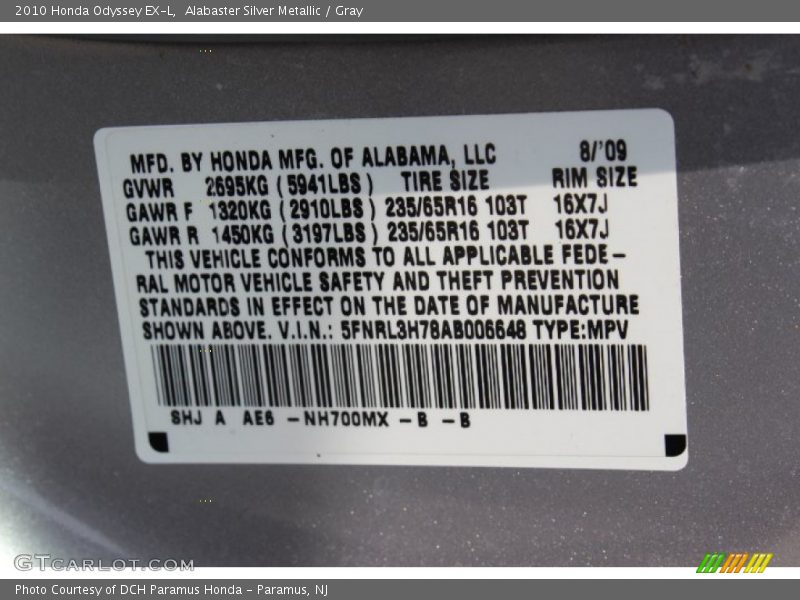 2010 Honda Odyssey EX-L,  Alabaster Silver Metallic / Gray
MFD. BY HONDA MFG. OF ALABAMA, LLC 8/'09
GVWR 2695KG (5941LBS) TIRE SIZE RIM SIZE
GAWR F 1320KG (2910LBS) 235/65R16 103T 16X7J
GAWR R 1450KG (3197LBS) 235/65R16 103T 16X7J
THIS VEHICLE CONFORMS TO ALL APPLICABLE FEDE-
RAL MOTOR VEHICLE SAFETY AND THEFT PREVENTION
STANDARDS IN EFFECT ON THE DATE OF MANUFACTURE
SHOWN ABOVE. V.I.N.: 5FNRL3H78AB006648 TYPE:MPV
SHJ A AE6 -NH700MX -B -B
GTCARLOT.COM
Photo Courtesy of DCH Paramus Honda - Paramus, NJ